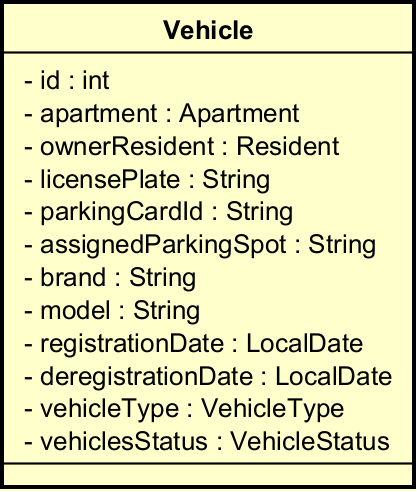 Vehicle
- id : int
- apartment : Apartment
- ownerResident : Resident
- licensePlate : String
- parkingCardId : String
- assignedParkingSpot : String
- brand : String
- model : String
- registrationDate : LocalDate
- deregistrationDate : LocalDate
- vehicleType : VehicleType
- vehiclesStatus : VehicleStatus